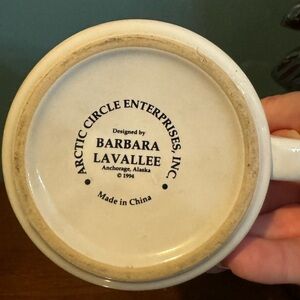 ARCTIC CIRCLE ENTERPRISES, INC.
Designed by
BARBARA
LAVALLEE
Anchorage, Alaska
© 1994
Made in China